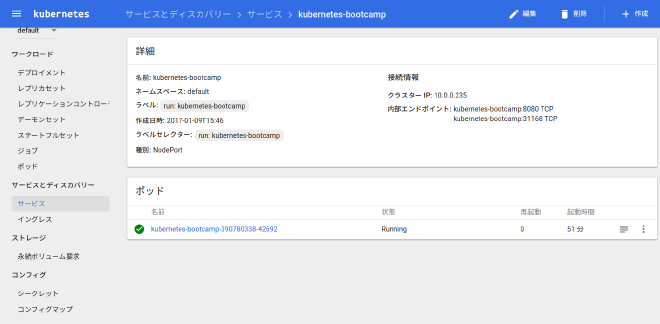 kubernetes
サービスとディスカバリー > サービス > kubernetes-bootcamp
編集
削除
作成
default
ワークロード
デプロイメント
レプリカセット
レプリケーションコントローラ
デーモンセット
ステートフルセット
ジョブ
ポッド
サービスとディスカバリー
サービス
イングレス
ストレージ
永続ボリューム要求
コンフィグ
シークレット
コンフィグマップ
詳細
名前: kubernetes-bootcamp
ネームスペース: default
ラベル: run: kubernetes-bootcamp
作成日時: 2017-01-09T15:46
ラベルセレクター: run: kubernetes-bootcamp
種別: NodePort
接続情報
クラスター IP: 10.0.0.235
内部エンドポイント: kubernetes-bootcamp:8080 TCP
kubernetes-bootcamp:31168 TCP
ポッド
名前 状態 再起動 起動時間
kubernetes-bootcamp-390780338-42692 Running 0 51 分